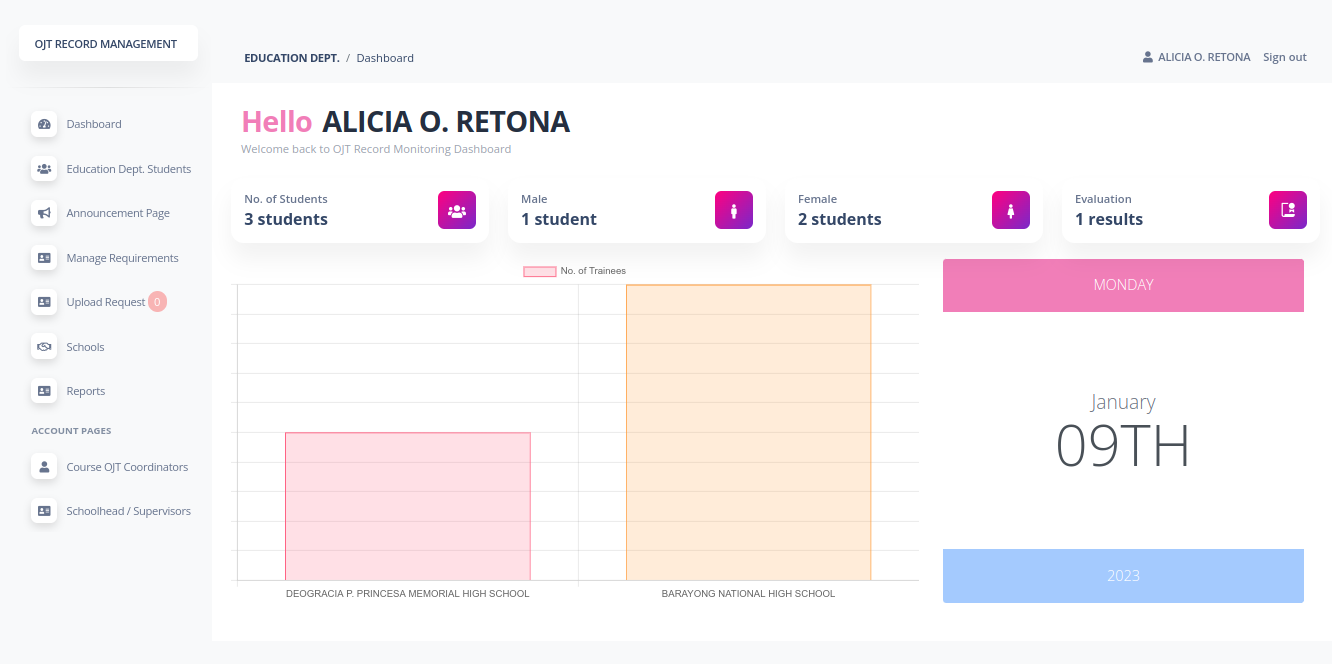 OJT RECORD MANAGEMENT
EDUCATION DEPT. / Dashboard
ALICIA O. RETONA
Sign out
Dashboard
Education Dept. Students
Announcement Page
Manage Requirements
Upload Request 0
Schools
Reports
ACCOUNT PAGES
Course OJT Coordinators
Schoolhead / Supervisors
Hello ALICIA O. RETONA
Welcome back to OJT Record Monitoring Dashboard
No. of Students
3 students
Male
1 student
Female
2 students
Evaluation
1 results
No. of Trainees
DEOGRACIA P. PRINCESA MEMORIAL HIGH SCHOOL
BARAYONG NATIONAL HIGH SCHOOL
MONDAY
January
09TH
2023